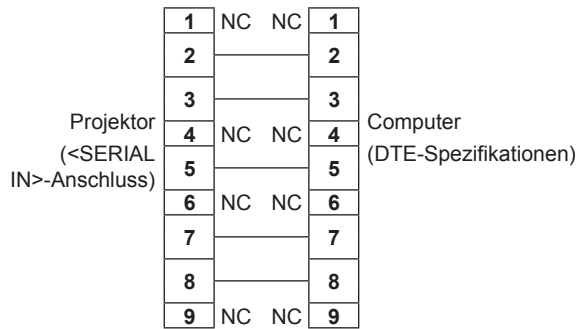 1 NC NC 1
2 2
3 3
Projektor
(<SERIAL
IN>-Anschluss)
4 NC NC 4
5 5
6 NC NC 6
7 7
8 8
9 NC NC 9
Computer
(DTE-Spezifikationen)